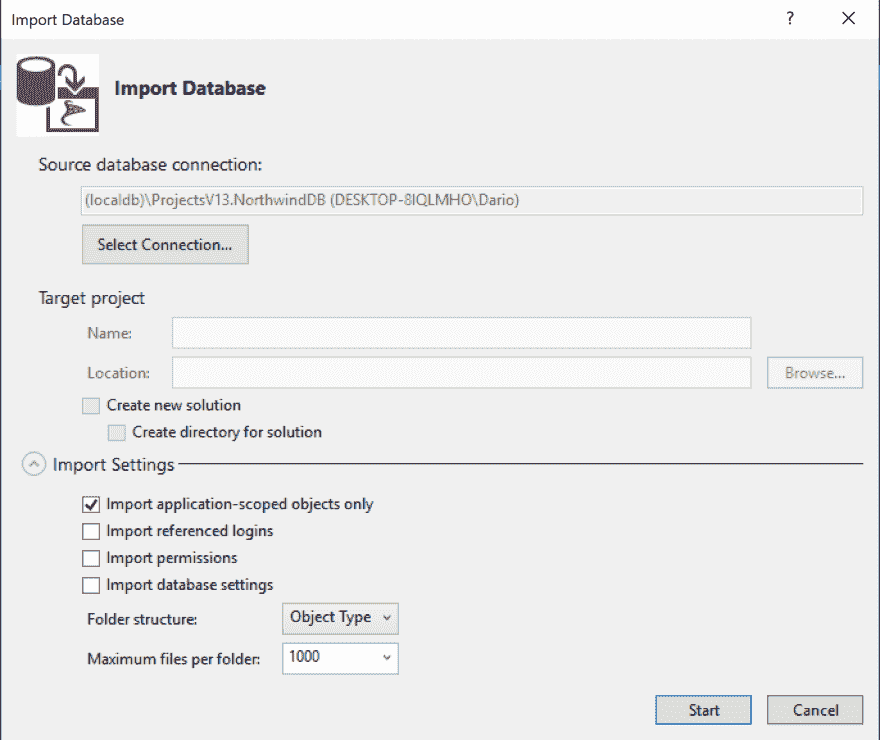 Import Database
?
Import Database
Source database connection:
(localdb)\ProjectsV13.NorthwindDB (DESKTOP-8IQLMHO\Dario)
Select Connection...
Target project
Name:
Location:
Browse...
Create new solution
Create directory for solution
Import Settings
Import application-scoped objects only
Import referenced logins
Import permissions
Import database settings
Folder structure: Object Type
Maximum files per folder: 1000
Start Cancel